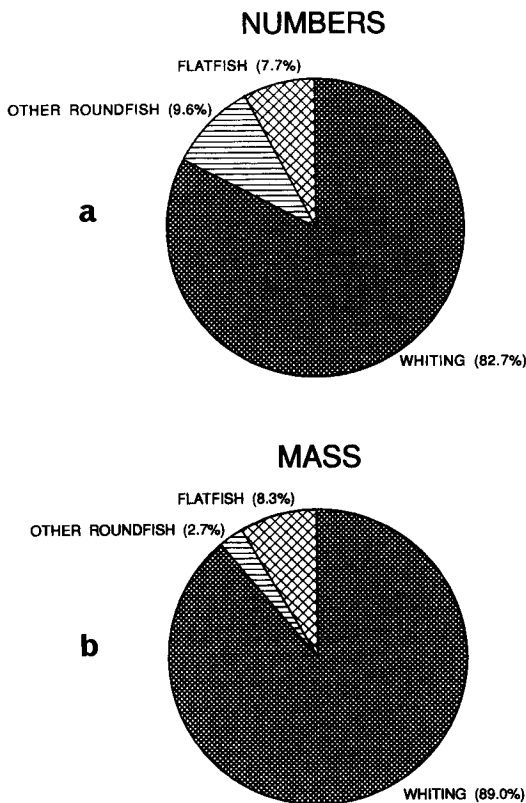 NUMBERS
FLATFISH (7.7%)
OTHER ROUNDFISH (9.6%)
a
WHITING (82.7%)
MASS
FLATFISH (8.3%)
OTHER ROUNDFISH (2.7%)
b
WHITING (89.0%)